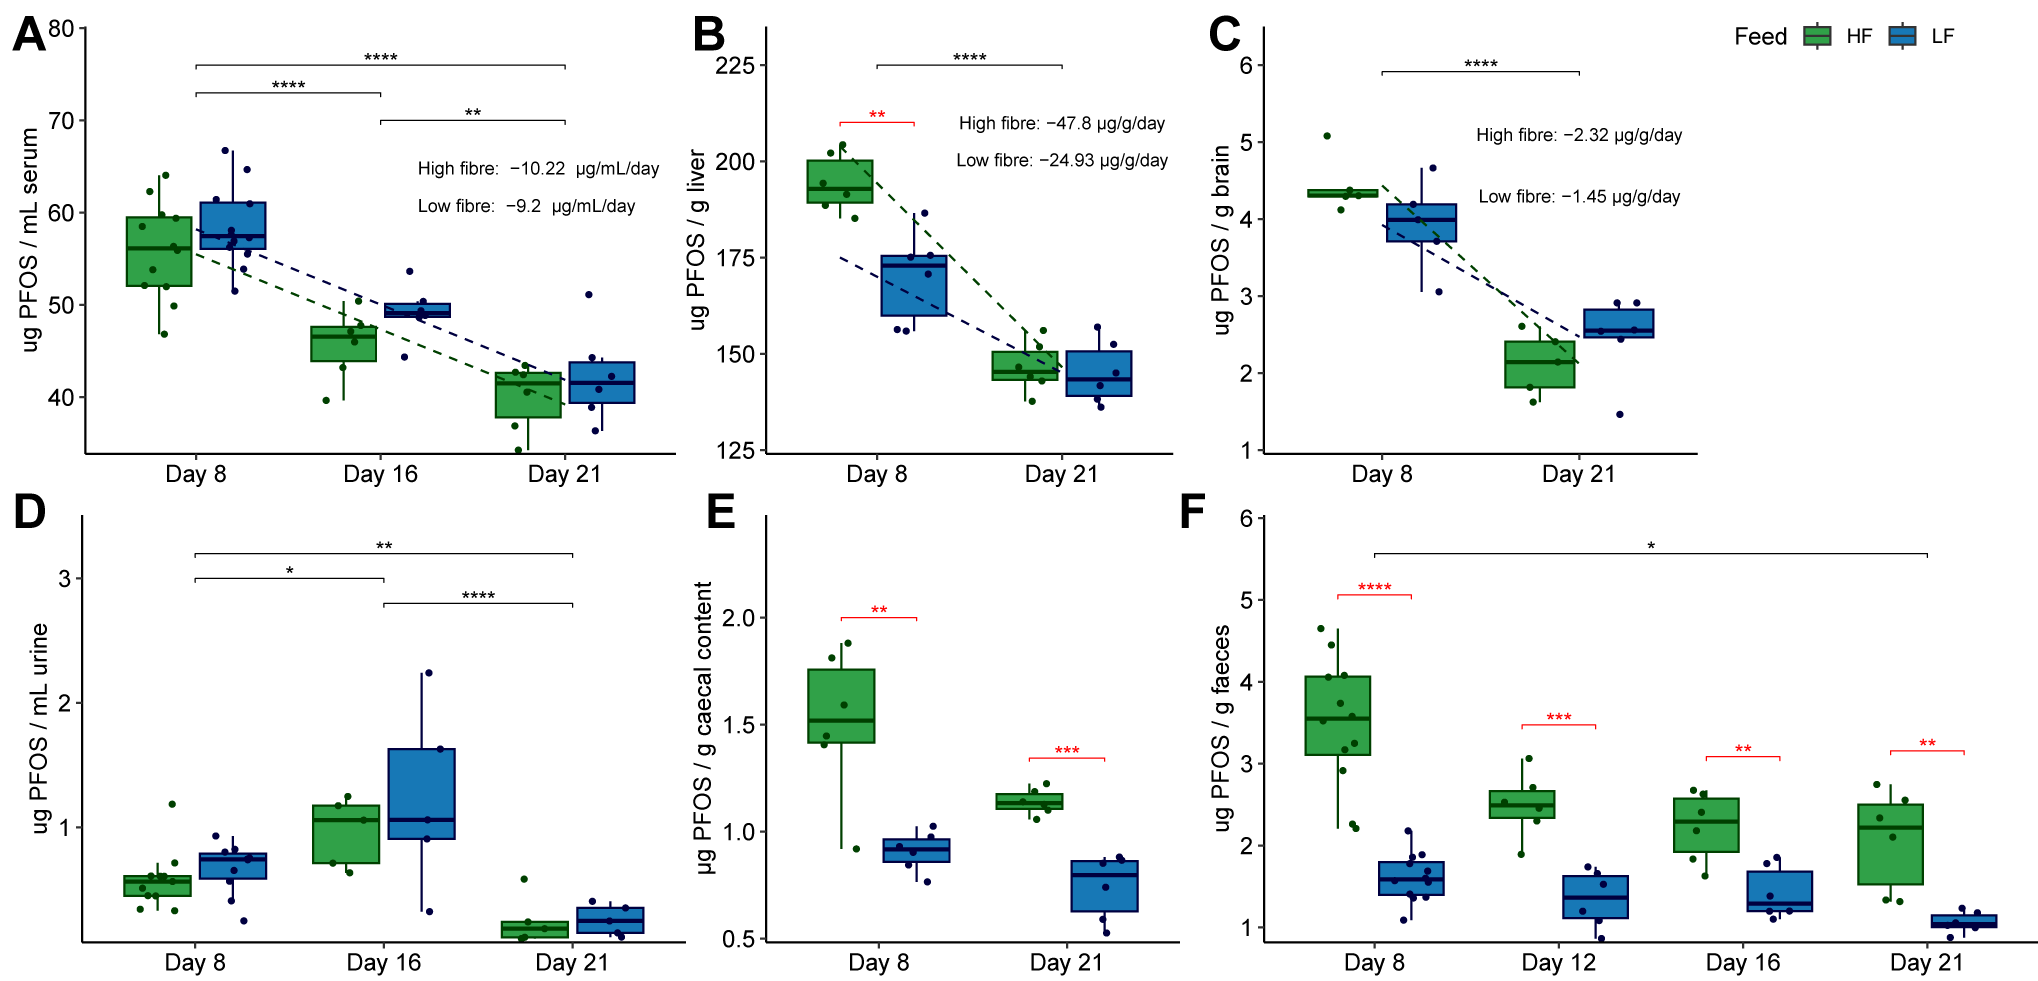 A
B
C
Feed HF LF
ug PFOS / mL serum
80
70
60
50
40
****
****
**
High fibre: −10.22 µg/mL/day
Low fibre: −9.2 µg/mL/day
Day 8 Day 16 Day 21
ug PFOS / g liver
225
200
175
150
125
****
**
High fibre: −47.8 µg/g/day
Low fibre: −24.93 µg/g/day
Day 8 Day 21
ug PFOS / g brain
6
5
4
3
2
1
****
High fibre: −2.32 µg/g/day
Low fibre: −1.45 µg/g/day
Day 8 Day 21
D
E
F
ug PFOS / mL urine
3
2
1
**
*
****
Day 8 Day 16 Day 21
µg PFOS / g caecal content
2.0
1.5
1.0
0.5
**
***
Day 8 Day 21
ug PFOS / g faeces
6
5
4
3
2
1
*
****
***
**
**
Day 8 Day 12 Day 16 Day 21